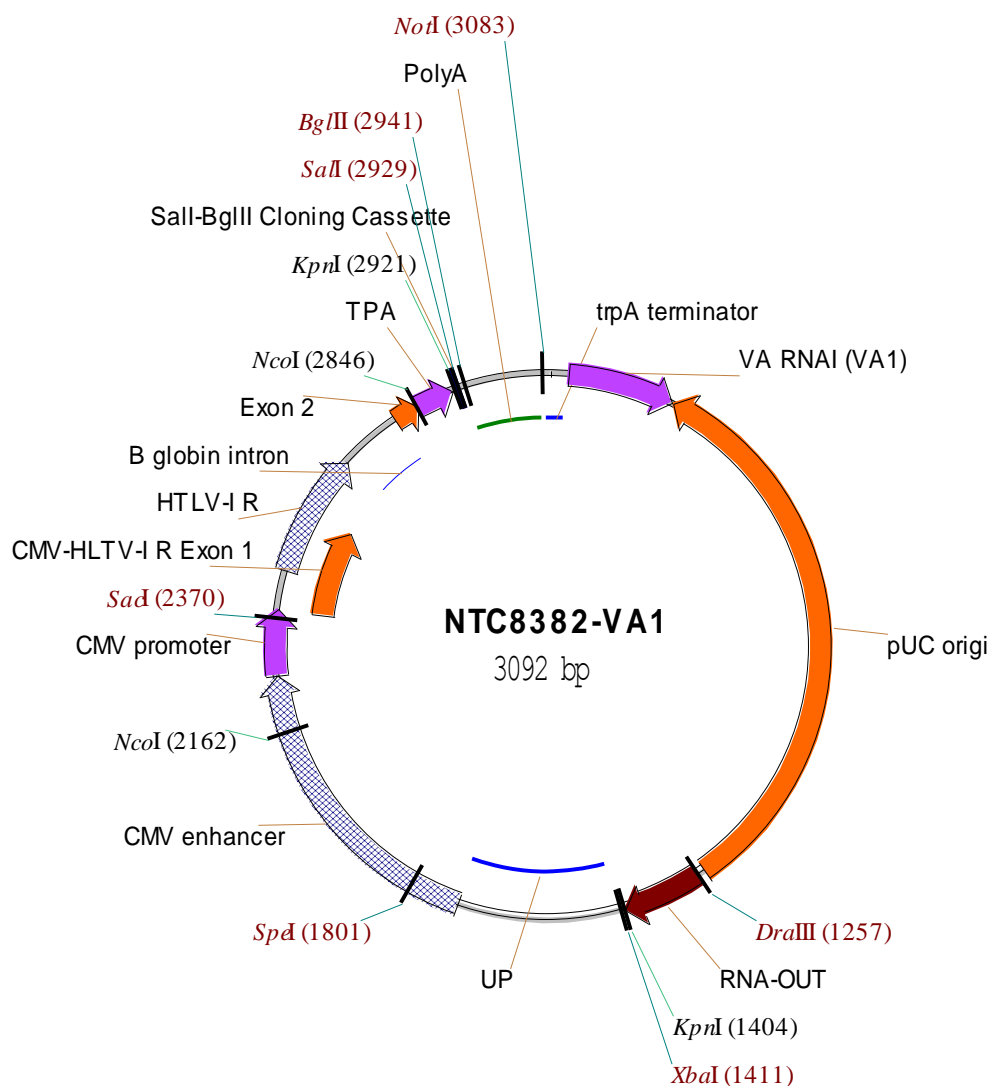 NotI (3083)
PolyA
BglII (2941)
SalI (2929)
SalI-BglII Cloning Cassette
KpnI (2921)
TPA
trpA terminator
NcoI (2846)
VA RNAI (VA1)
Exon 2
B globin intron
HTLV-I R
CMV-HLTV-I R Exon 1
SacI (2370)
NTC8382-VA1
CMV promoter
pUC origi
3092 bp
NcoI (2162)
CMV enhancer
SpeI (1801)
DraIII (1257)
UP
RNA-OUT
KpnI (1404)
XbaI (1411)